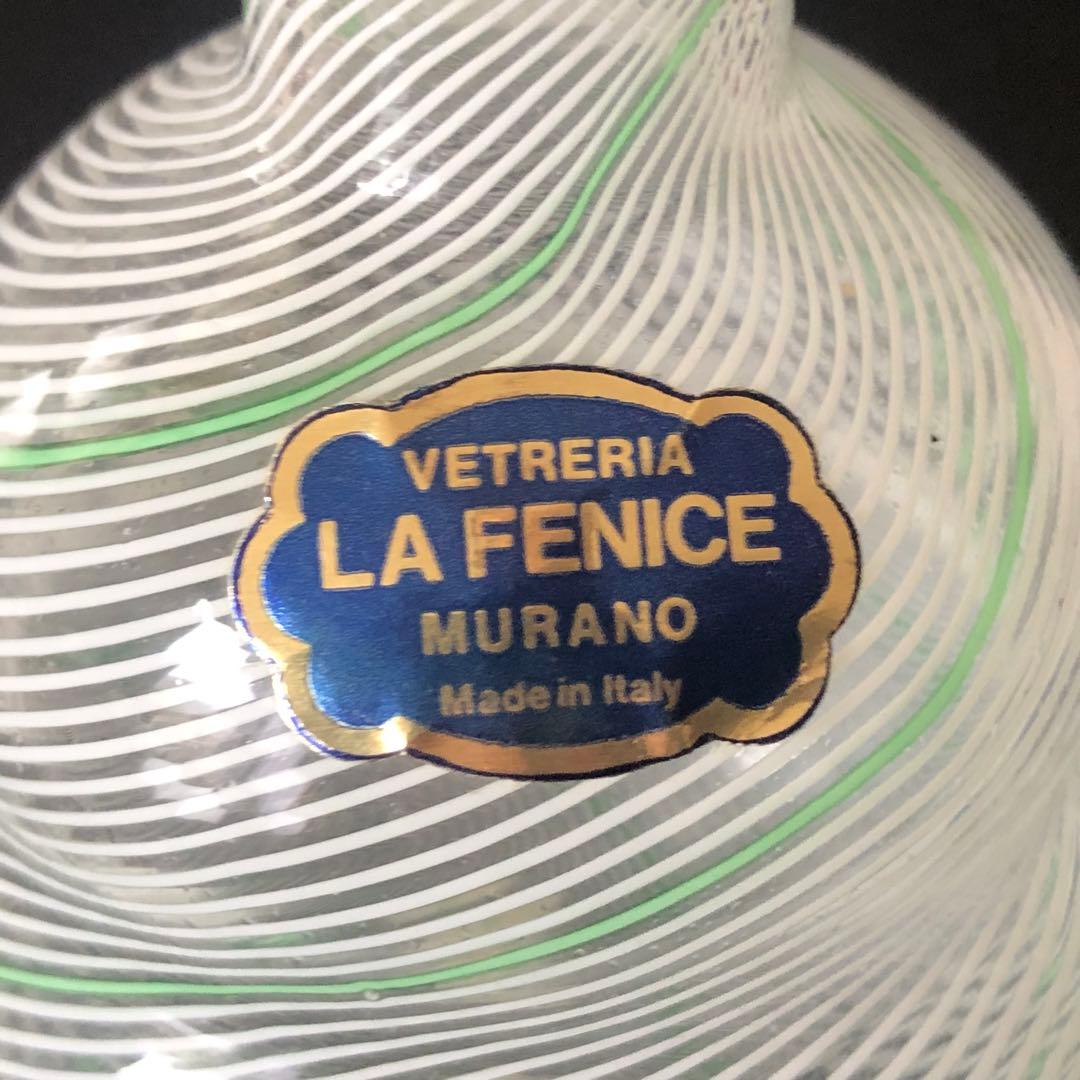 VETRERIA
LA FENICE
MURANO
Made in Italy